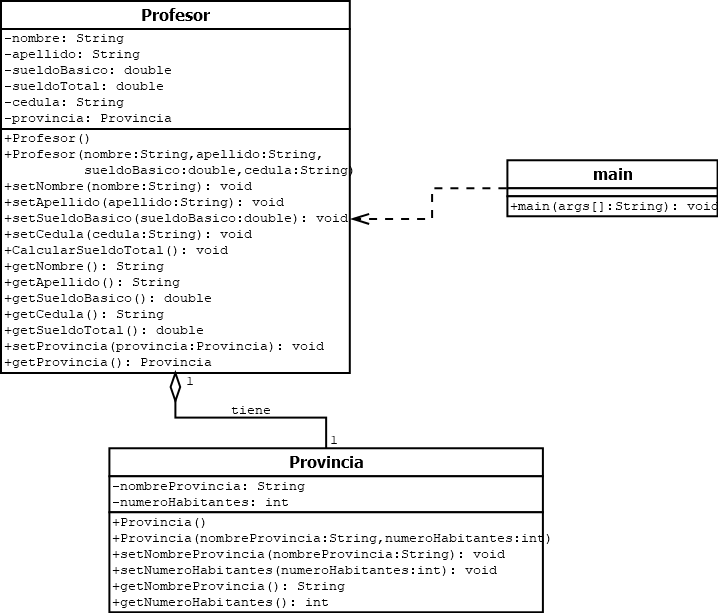 Profesor
-nombre: String
-apellido: String
-sueldoBasico: double
-sueldoTotal: double
-cedula: String
-provincia: Provincia
+Profesor()
+Profesor(nombre:String,apellido:String,
sueldoBasico:double,cedula:String)
+setNombre(nombre:String): void
+setApellido(apellido:String): void
+setSueldoBasico(sueldoBasico:double): void
+setCedula(cedula:String): void
+CalcularSueldoTotal(): void
+getNombre(): String
+getApellido(): String
+getSueldoBasico(): double
+getCedula(): String
+getSueldoTotal(): double
+setProvincia(provincia:Provincia): void
+getProvincia(): Provincia
main
+main(args[]:String): void
1
tiene
1
Provincia
-nombreProvincia: String
-numeroHabitantes: int
+Provincia()
+Provincia(nombreProvincia:String,numeroHabitantes:int)
+setNombreProvincia(nombreProvincia:String): void
+setNumeroHabitantes(numeroHabitantes:int): void
+getNombreProvincia(): String
+getNumeroHabitantes(): int